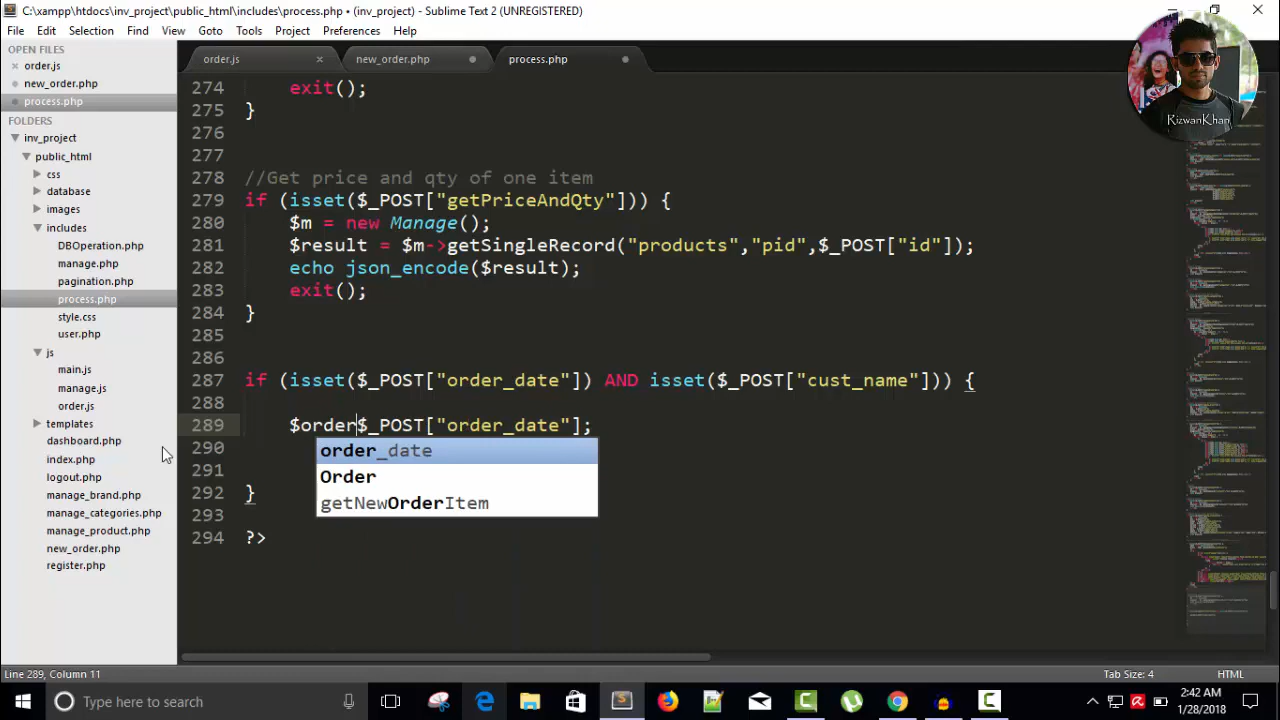 C:\xampp\htdocs\inv_project\public_html\includes\process.php • (inv_project) - Sublime Text 2 (UNREGISTERED)
File Edit Selection Find View Goto Tools Project Preferences Help
OPEN FILES
order.js
new_order.php
process.php
FOLDERS
inv_project
public_html
css
database
images
includes
DBOperation.php
manage.php
pagination.php
process.php
style.css
user.php
js
main.js
manage.js
order.js
templates
dashboard.php
index.php
logout.php
manage_brand.php
manage_categories.php
manage_product.php
new_order.php
register.php
order.js new_order.php process.php
RizwanKhan
274 exit();
275 }
276
277
278 //Get price and qty of one item
279 if (isset($_POST["getPriceAndQty"])) {
280 $m = new Manage();
281 $result = $m->getSingleRecord("products","pid",$_POST["id"]);
282 echo json_encode($result);
283 exit();
284 }
285
286
287 if (isset($_POST["order_date"]) AND isset($_POST["cust_name"])) {
288
289 $order$_POST["order_date"];
290 order_date
291 Order
getNewOrderItem
292 }
293
294 ?>
Line 289, Column 11 Tab Size: 4 HTML
Type here to search
2:42 AM
1/28/2018